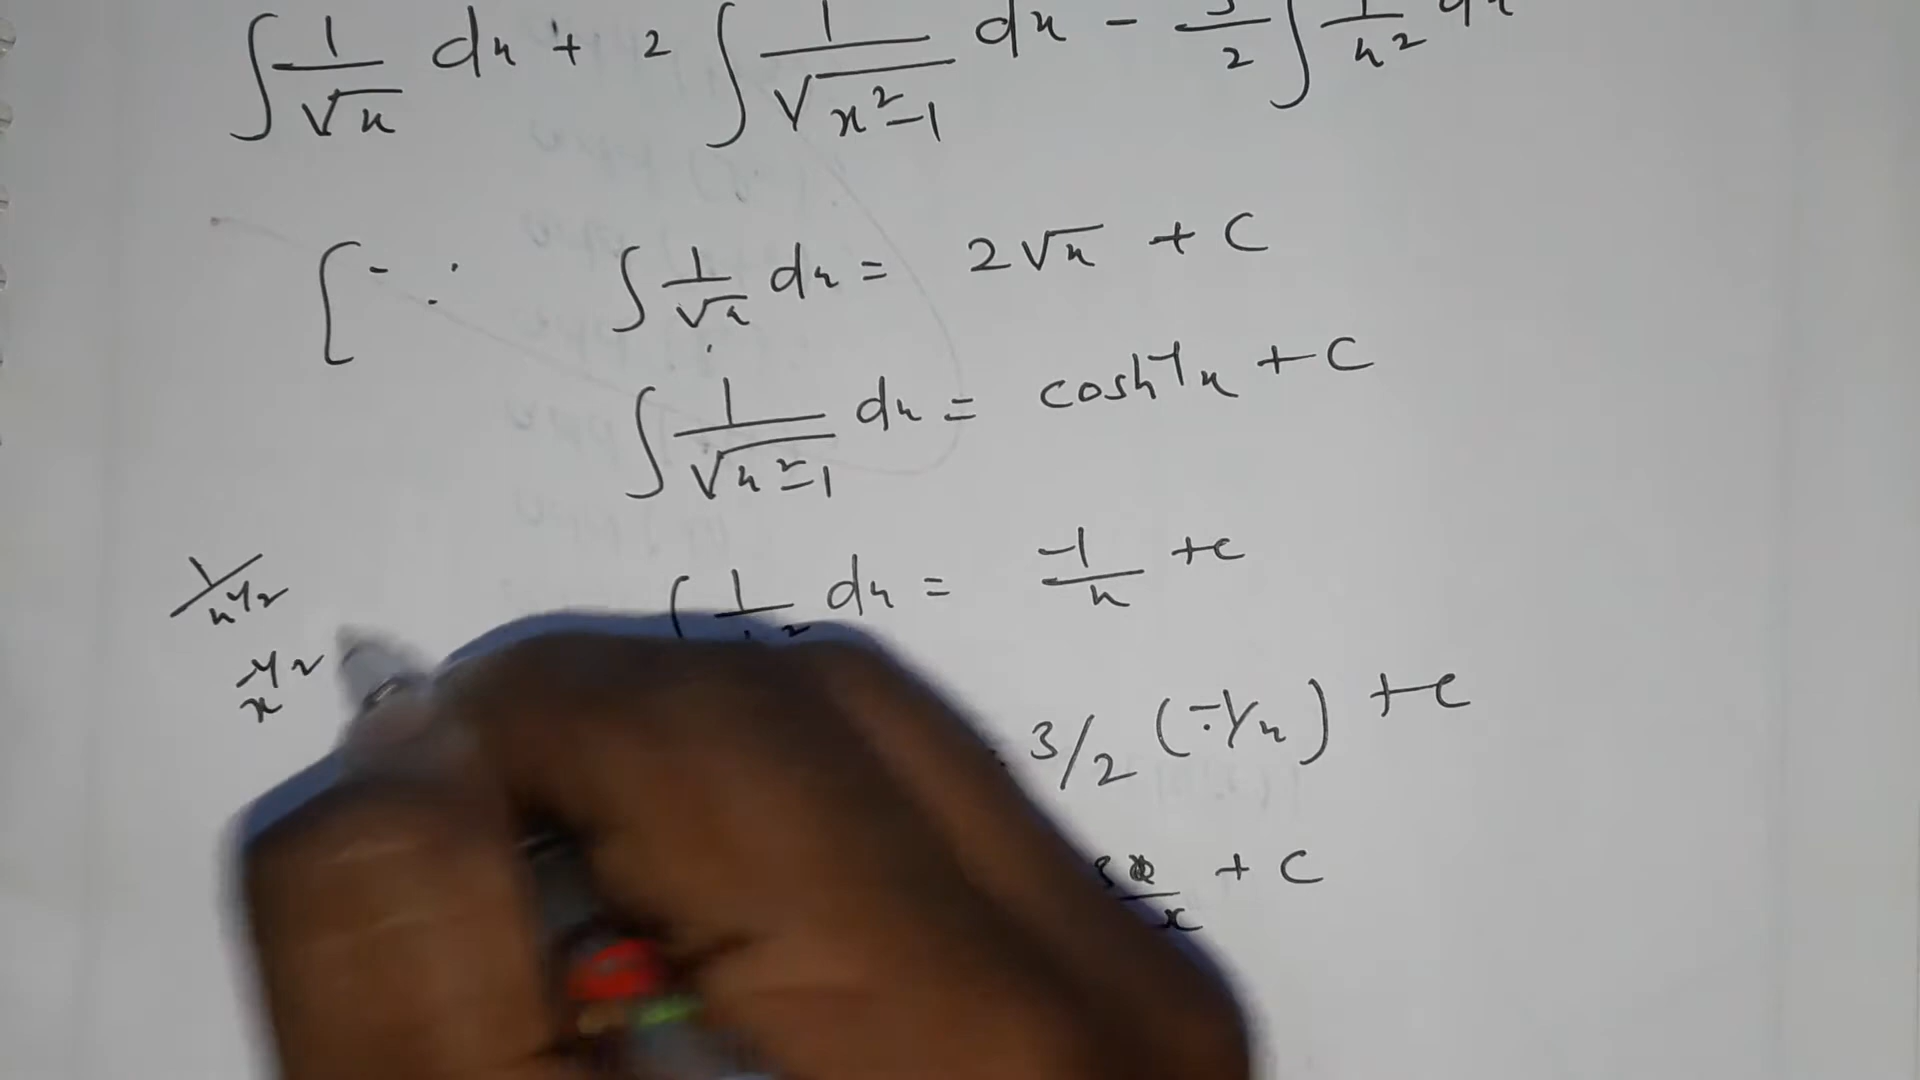 ∫ 1/√x dx + 2 ∫ 1/√(x²-1) dx - 3/2 ∫ 1/x² dx
[- ∵ ∫ 1/√x dx = 2√x + C
∫ 1/√(x²-1) dx = cosh⁻¹x + C
∫ 1/x² dx = -1/x + c
1/x^1/2
x^-1/2
3/2 (-1/x) + c
3/x + C